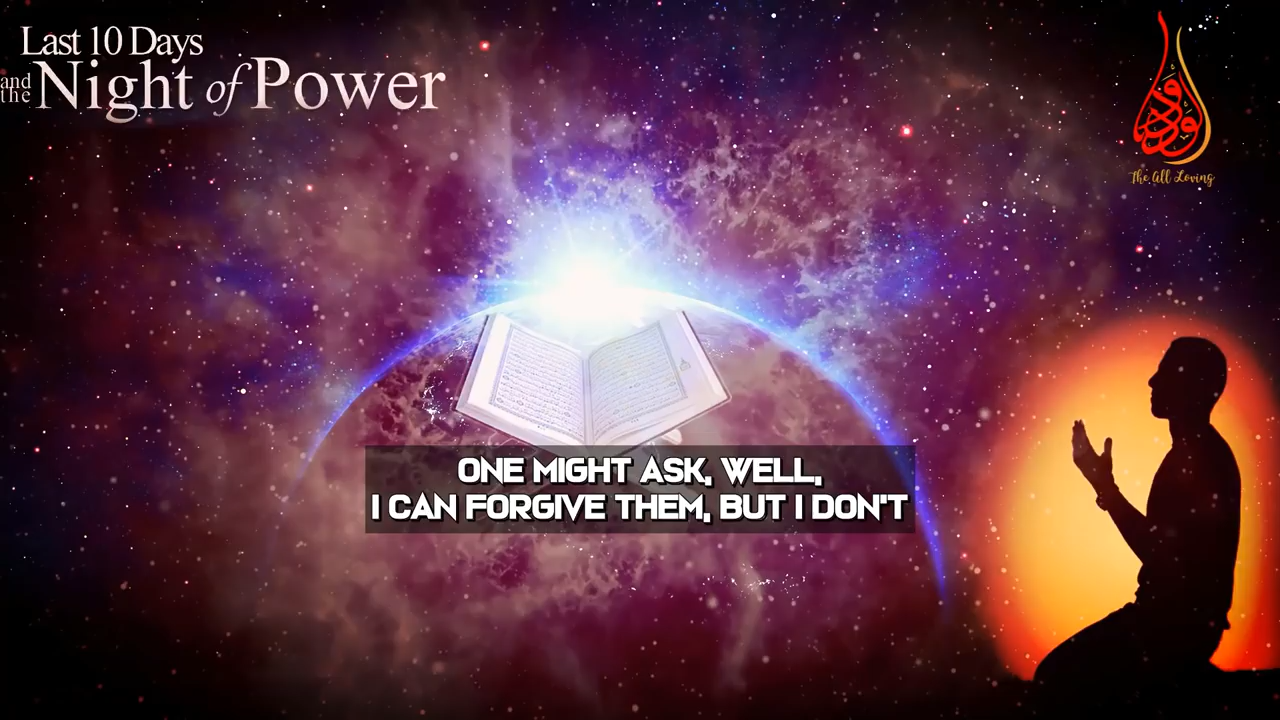 Last 10 Days
and the Night of Power
ودود
The All Loving
ONE MIGHT ASK, WELL,
I CAN FORGIVE THEM, BUT I DON'T